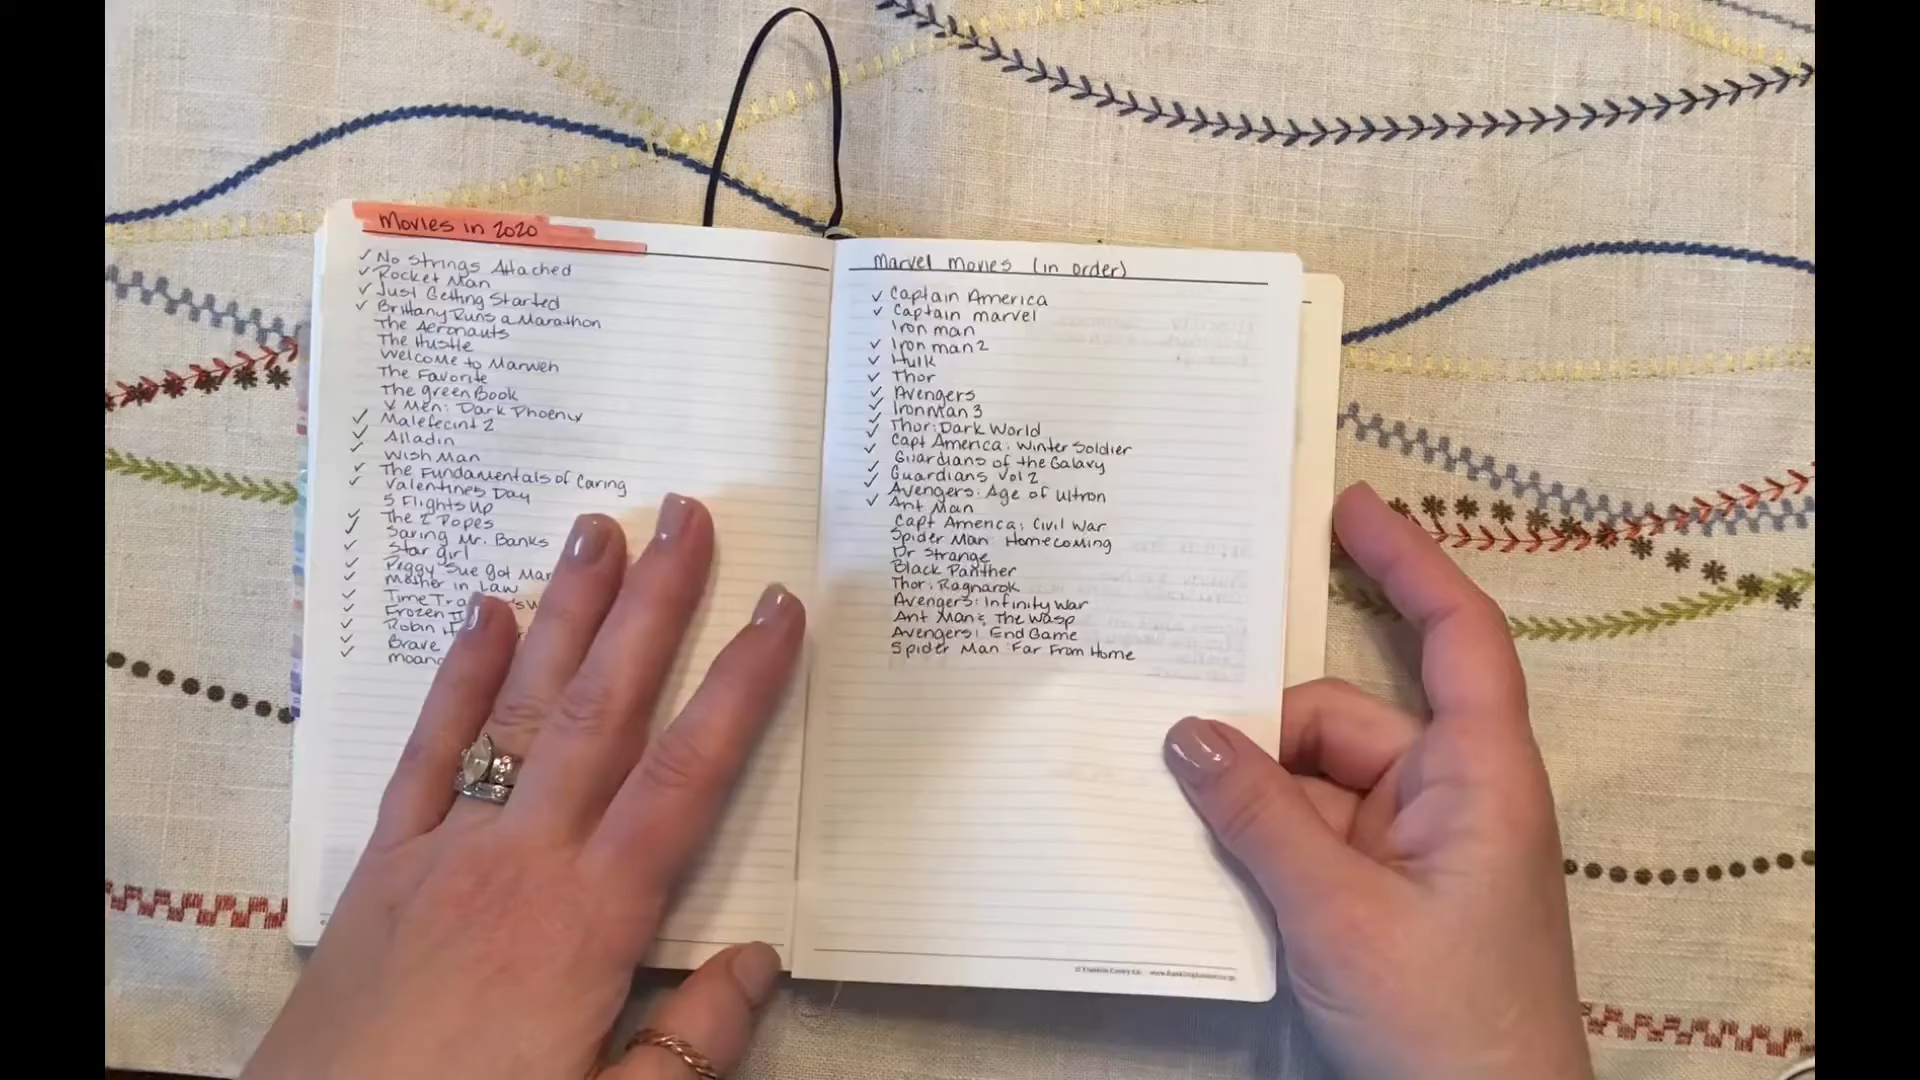 Movies in 2020
✓ No Strings Attached
✓ Rocket Man
✓ Just Getting Started
✓ Brittany Runs a Marathon
The Aeronauts
The Hustle
Welcome to Marweh
The Favorite
The green Book
X Men: Dark Phoenix
✓ Malefecint 2
✓ Alladin
✓ Wish Man
✓ The Fundamentals of Caring
✓ Valentines Day
5 Flights Up
✓ The 2 Popes
✓ Saving Mr. Banks
✓ Star girl
✓ Peggy Sue Got Mar
✓ Mother in Law
✓ Time Tra
✓ Frozen II
✓ Robin H
✓ Brave
✓ moana
Marvel Movies (in order)
✓ Captain America
✓ Captain marvel
Iron man
✓ Iron man 2
✓ Hulk
✓ Thor
✓ Avengers
✓ Ironman 3
✓ Thor: Dark World
✓ Capt America: Winter Soldier
✓ Guardians of the Galaxy
✓ Guardians Vol 2
✓ Avengers: Age of Ultron
✓ Ant Man
Capt America: Civil War
Spider Man: Homecoming
Dr Strange
Black Panther
Thor: Ragnarok
Avengers: Infinity War
Ant Man & The Wasp
Avengers: End Game
Spider Man: Far From Home